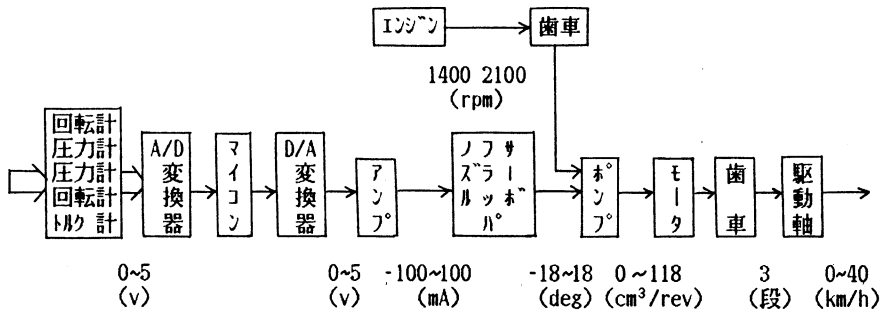 エンジン
歯車
1400 2100
(rpm)
回転計
圧力計
圧力計
回転計
トルク計
A/D
変換器
マイコン
D/A
変換器
アンプ
ノズル
フラッパ
サーボ
ポンプ
モータ
歯車
駆動軸
0~5
(v)
0~5
(v)
-100~100
(mA)
-18~18
(deg)
0~118
(cm³/rev)
3
(段)
0~40
(km/h)